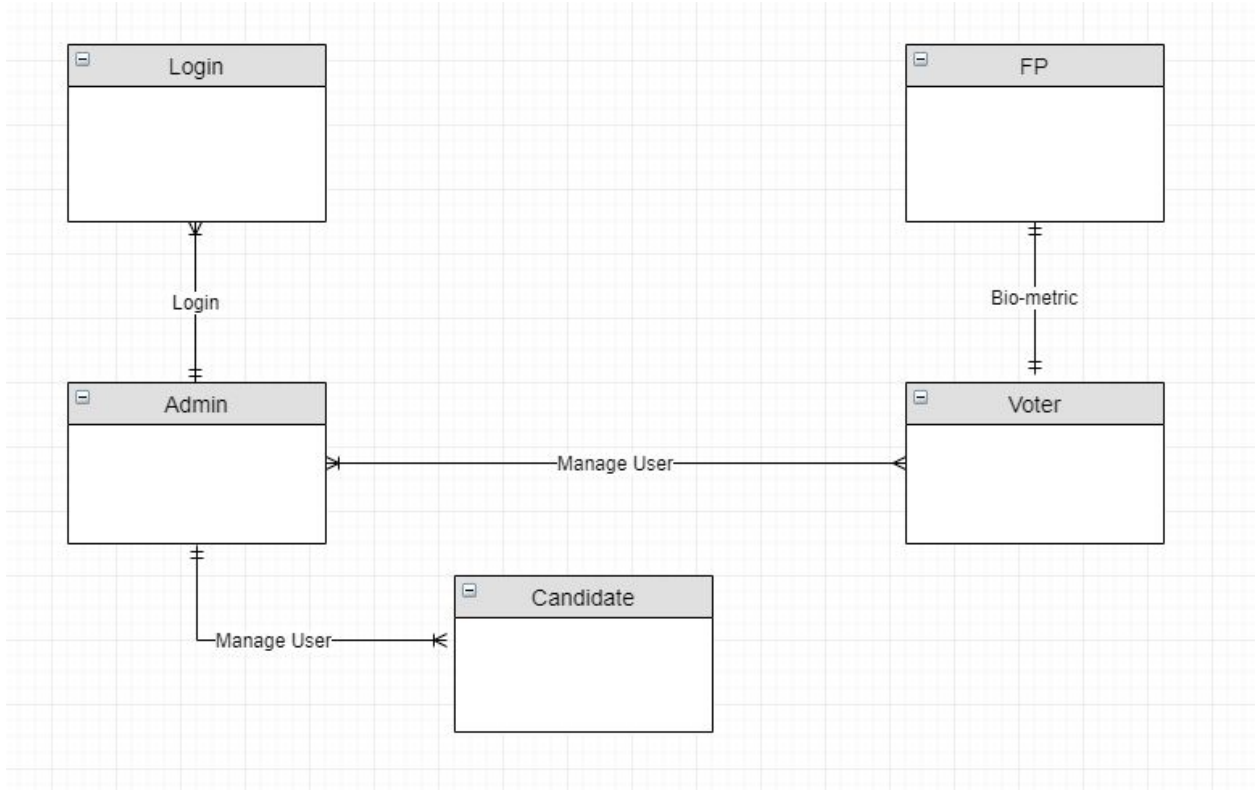 Login
FP
Login
Bio-metric
Admin
Voter
Manage User
Candidate
Manage User